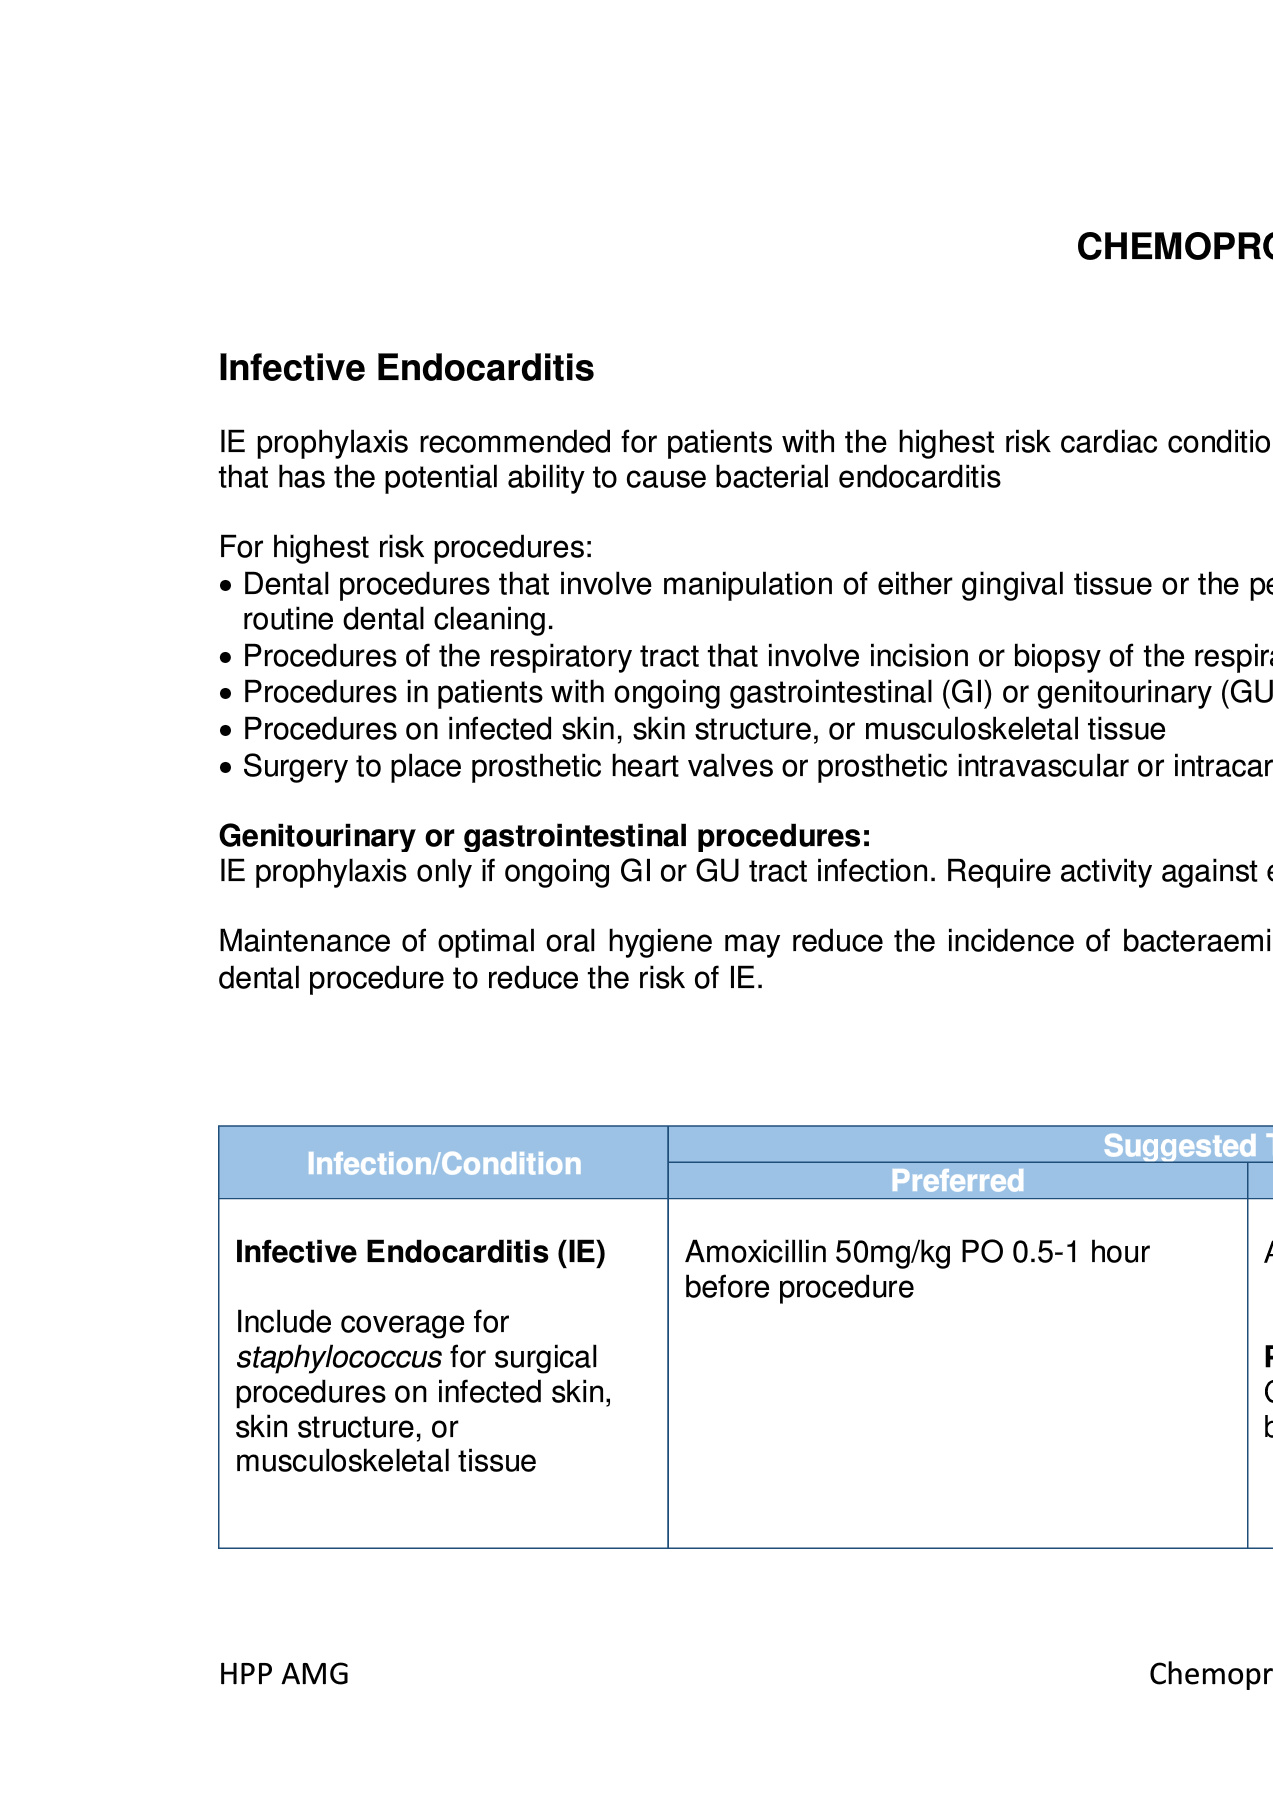 CHEMOPRO
Infective Endocarditis
IE prophylaxis recommended for patients with the highest risk cardiac conditio
that has the potential ability to cause bacterial endocarditis
For highest risk procedures:
• Dental procedures that involve manipulation of either gingival tissue or the pe
routine dental cleaning.
• Procedures of the respiratory tract that involve incision or biopsy of the respira
• Procedures in patients with ongoing gastrointestinal (GI) or genitourinary (GU
• Procedures on infected skin, skin structure, or musculoskeletal tissue
• Surgery to place prosthetic heart valves or prosthetic intravascular or intracar
Genitourinary or gastrointestinal procedures:
IE prophylaxis only if ongoing GI or GU tract infection. Require activity against e
Maintenance of optimal oral hygiene may reduce the incidence of bacteraemi
dental procedure to reduce the risk of IE.
Infection/Condition
Suggested T
Preferred
Infective Endocarditis (IE)
Include coverage for
staphylococcus for surgical
procedures on infected skin,
skin structure, or
musculoskeletal tissue
Amoxicillin 50mg/kg PO 0.5-1 hour
before procedure
A
b
HPP AMG
Chemopr